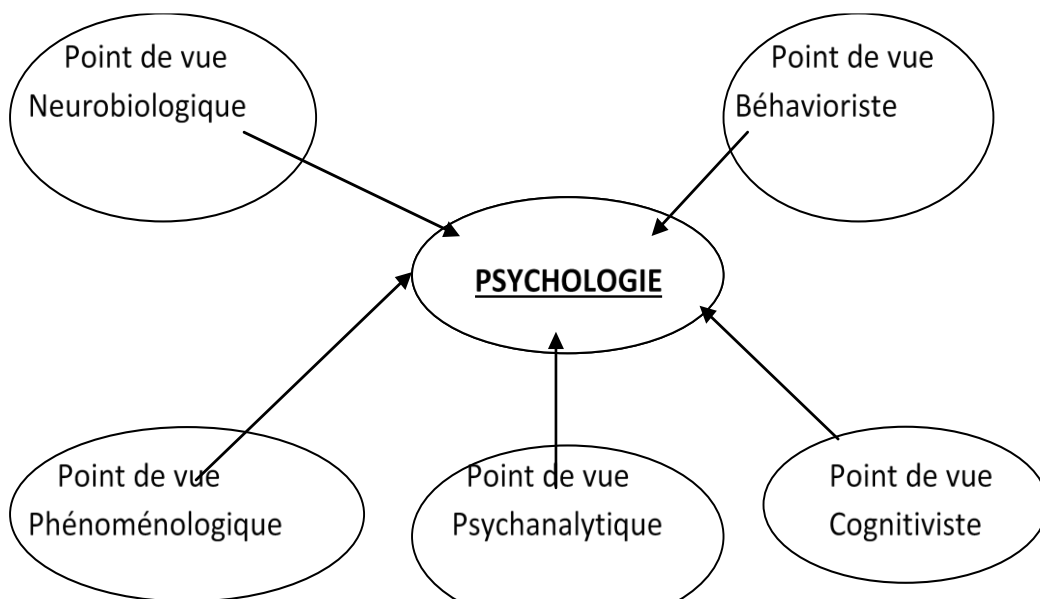 Point de vue
Neurobiologique
Point de vue
Béhavioriste
PSYCHOLOGIE
Point de vue
Phénoménologique
Point de vue
Psychanalytique
Point de vue
Cognitiviste